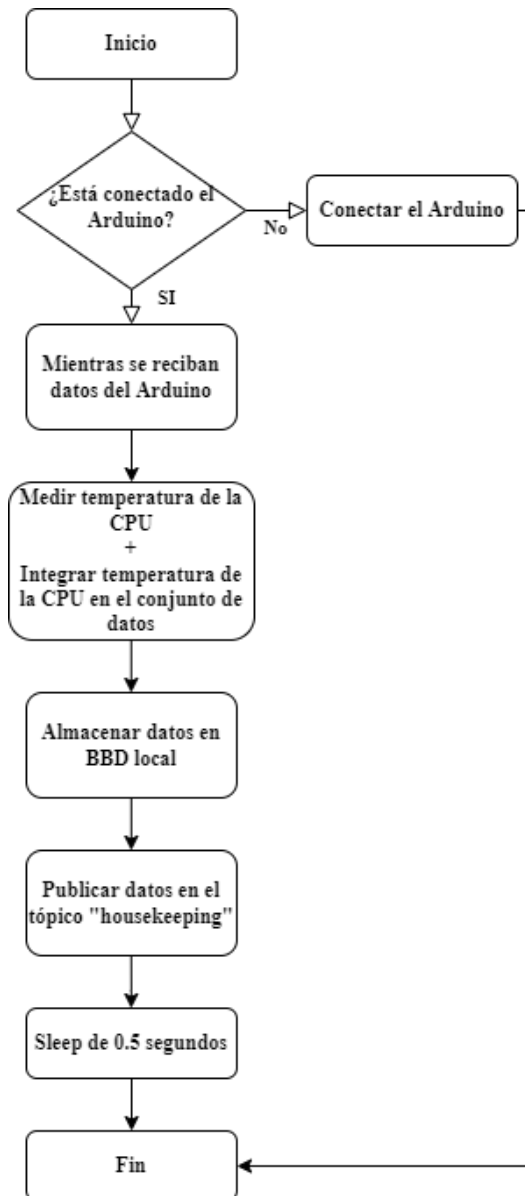 Inicio
¿Está conectado el
Arduino?
No
Conectar el Arduino
SI
Mientras se reciban
datos del Arduino
Medir temperatura de la
CPU
+
Integrar temperatura de
la CPU en el conjunto de
datos
Almacenar datos en
BBD local
Publicar datos en el
tópico "housekeeping"
Sleep de 0.5 segundos
Fin